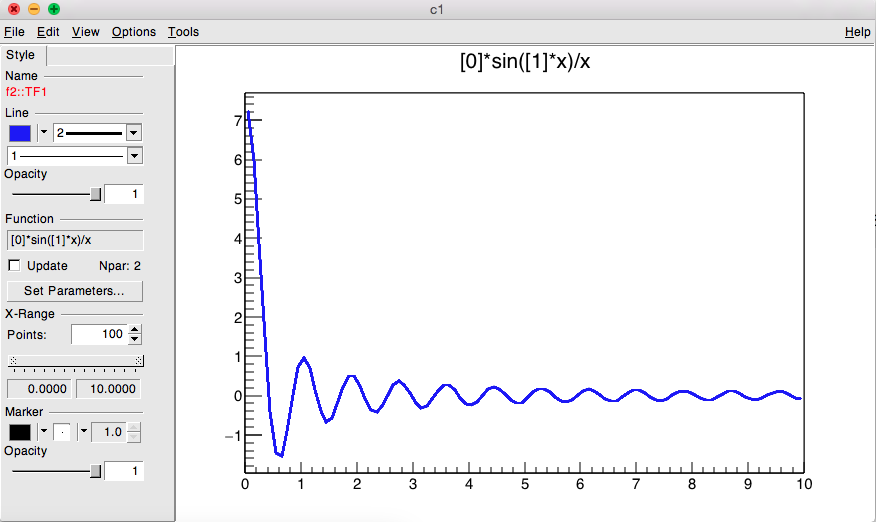 c1
File Edit View Options Tools Help
Style
Name
f2::TF1
Line
2
1
Opacity
1
Function
[0]*sin([1]*x)/x
Update Npar: 2
Set Parameters...
X-Range
Points: 100
0.0000 10.0000
Marker
1.0
Opacity
1
[0]*sin([1]*x)/x
7
6
5
4
3
2
1
0
−1
0 1 2 3 4 5 6 7 8 9 10